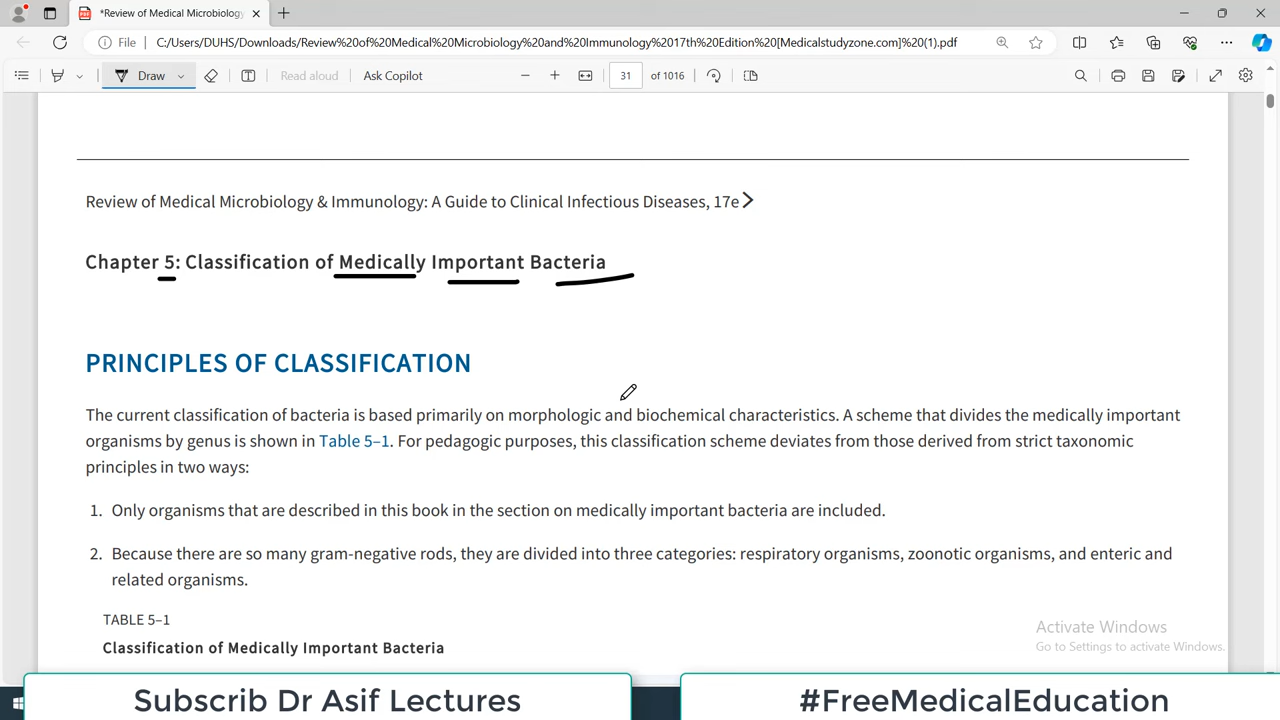 *Review of Medical Microbiology
File
C:/Users/DUHS/Downloads/Review%20of%20Medical%20Microbiology%20and%20Immunology%2017th%20Edition%20[Medicalstudyzone.com]%20(1).pdf
Draw
Read aloud
Ask Copilot
31
of 1016
Review of Medical Microbiology & Immunology: A Guide to Clinical Infectious Diseases, 17e
Chapter 5: Classification of Medically Important Bacteria
PRINCIPLES OF CLASSIFICATION
The current classification of bacteria is based primarily on morphologic and biochemical characteristics. A scheme that divides the medically important
organisms by genus is shown in Table 5–1. For pedagogic purposes, this classification scheme deviates from those derived from strict taxonomic
principles in two ways:
1. Only organisms that are described in this book in the section on medically important bacteria are included.
2. Because there are so many gram-negative rods, they are divided into three categories: respiratory organisms, zoonotic organisms, and enteric and
related organisms.
TABLE 5–1
Classification of Medically Important Bacteria
Activate Windows
Go to Settings to activate Windows.
Subscrib Dr Asif Lectures
#FreeMedicalEducation